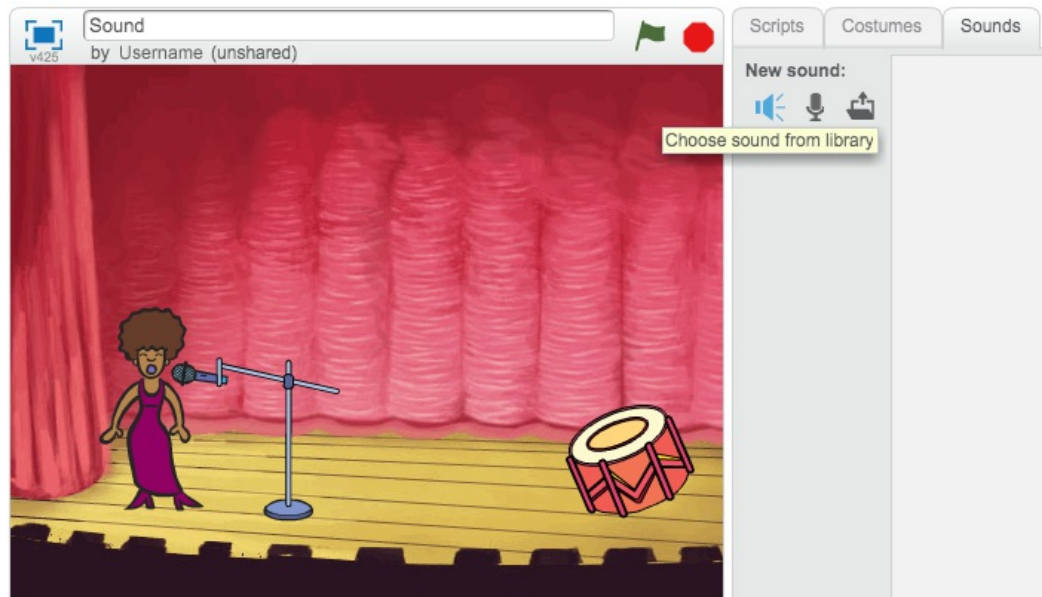 Sound
v425
by Username (unshared)
Scripts
Costumes
Sounds
New sound:
Choose sound from library